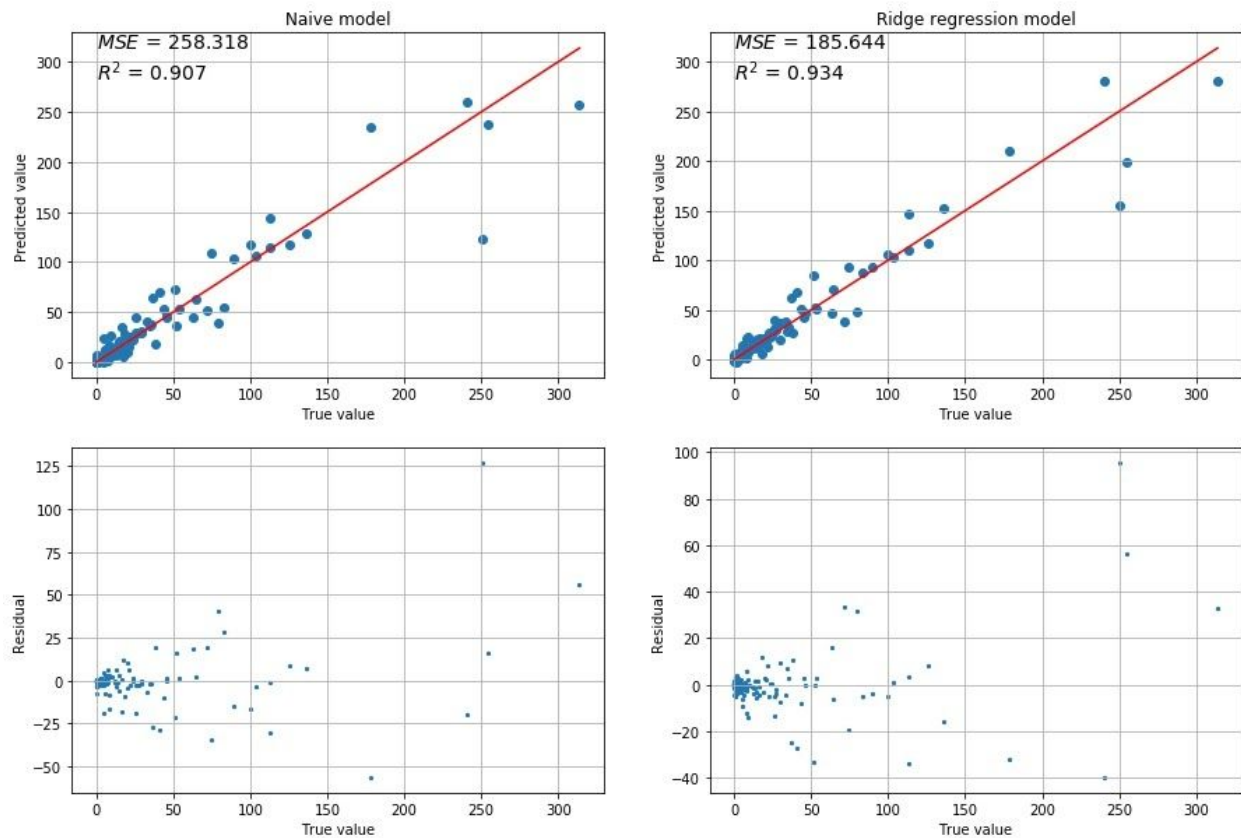 Naive model
MSE = 258.318
R² = 0.907
300
250
200
150
100
50
0
Predicted value
0 50 100 150 200 250 300
True value
Ridge regression model
MSE = 185.644
R² = 0.934
300
250
200
150
100
50
0
Predicted value
0 50 100 150 200 250 300
True value
125
100
75
50
25
0
−25
−50
Residual
0 50 100 150 200 250 300
True value
100
80
60
40
20
0
−20
−40
Residual
0 50 100 150 200 250 300
True value